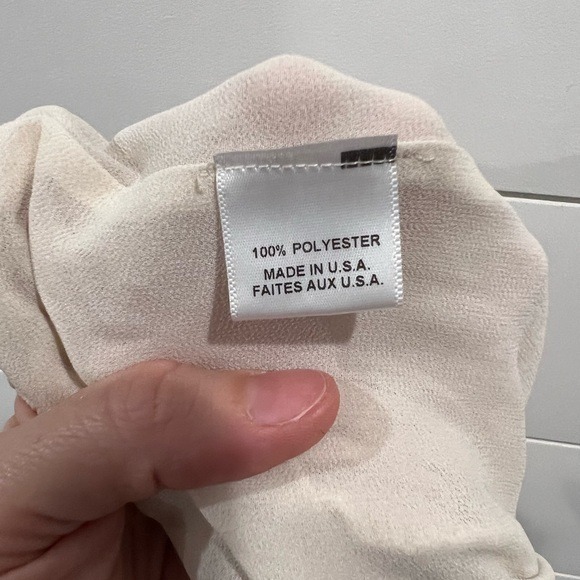 100% POLYESTER
MADE IN U.S.A.
FAITES AUX U.S.A.